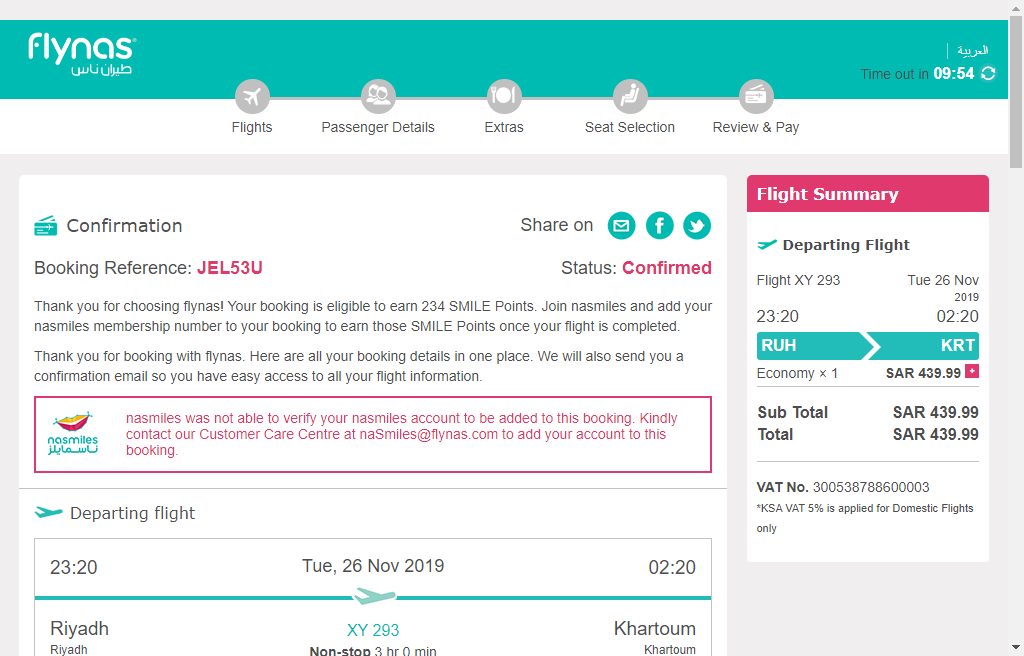 flynas
طيران ناس
العربية
Time out in 09:54
Flights
Passenger Details
Extras
Seat Selection
Review & Pay
Confirmation
Share on
Booking Reference: JEL53U
Status: Confirmed
Thank you for choosing flynas! Your booking is eligible to earn 234 SMILE Points. Join nasmiles and add your
nasmiles membership number to your booking to earn those SMILE Points once your flight is completed.
Thank you for booking with flynas. Here are all your booking details in one place. We will also send you a
confirmation email so you have easy access to all your flight information.
nasmiles
ناسمايلز
nasmiles was not able to verify your nasmiles account to be added to this booking. Kindly
contact our Customer Care Centre at naSmiles@flynas.com to add your account to this
booking.
Departing flight
23:20 Tue, 26 Nov 2019 02:20
Riyadh XY 293 Khartoum
Riyadh Non-stop 3 hr 0 min Khartoum
Flight Summary
Departing Flight
Flight XY 293 Tue 26 Nov
2019
23:20 02:20
RUH KRT
Economy × 1 SAR 439.99 +
Sub Total SAR 439.99
Total SAR 439.99
VAT No. 300538788600003
*KSA VAT 5% is applied for Domestic Flights
only